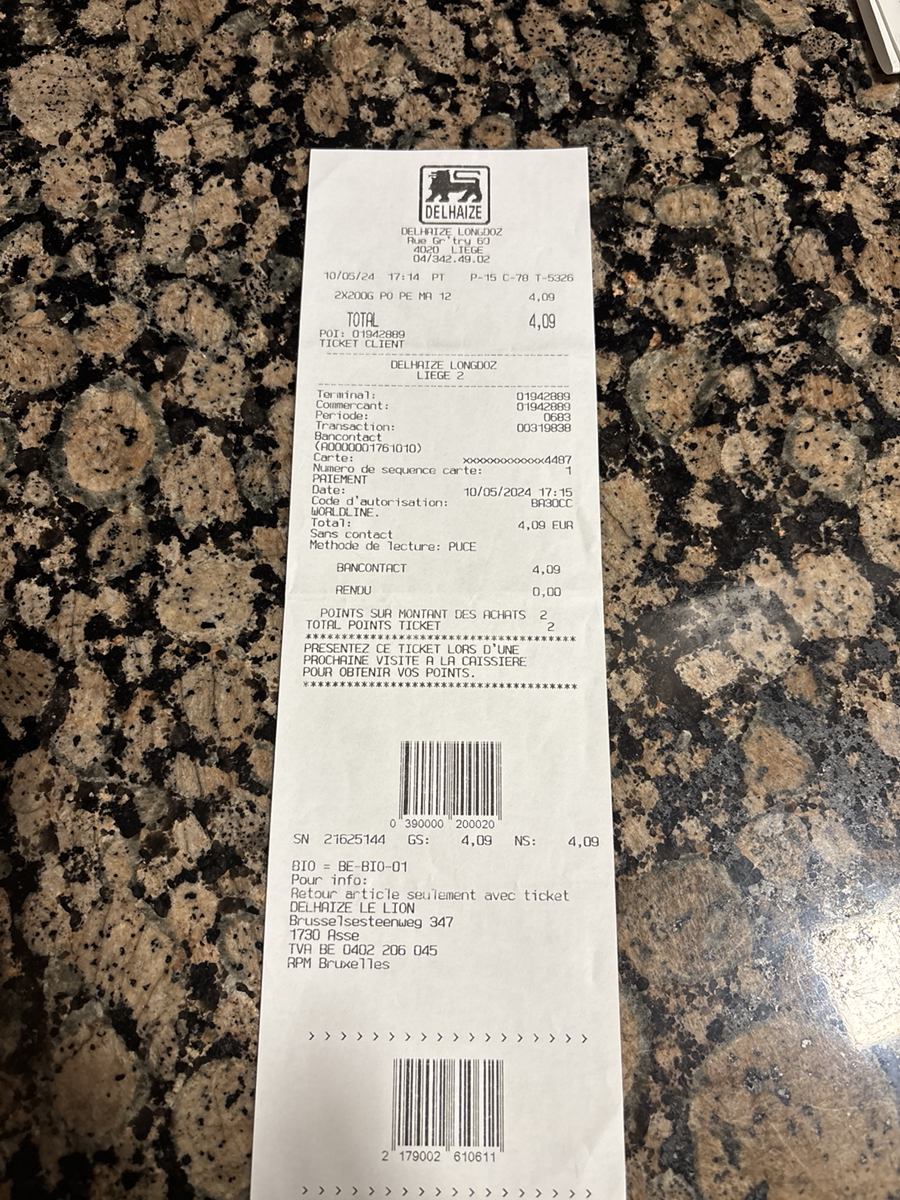 DELHAIZE
DELHAIZE LONGDOZ
Rue Gr'try 60
4020 LIEGE
04/342.49.02
10/05/24 17:14 PT P-15 C-78 T-5326
2X200G PO PE MA 12 4,09
TOTAL 4,09
POI: 01942889
TICKET CLIENT
DELHAIZE LONGDOZ
LIEGE 2
Terminal: 01942889
Commercant: 01942889
Periode: 0683
Transaction: 00319838
Bancontact
(A0000001761010)
Carte: xxxxxxxxxxxxx4487
Numero de sequence carte: 1
PAIEMENT
Date: 10/05/2024 17:15
Code d'autorisation: BA30CC
WORLDLINE.
Total: 4,09 EUR
Sans contact
Methode de lecture: PUCE
BANCONTACT 4,09
RENDU 0,00
POINTS SUR MONTANT DES ACHATS 2
TOTAL POINTS TICKET 2
****************************************
PRESENTEZ CE TICKET LORS D'UNE
PROCHAINE VISITE A LA CAISSIERE
POUR OBTENIR VOS POINTS.
****************************************
0 390000 200020
SN 21625144 GS: 4,09 NS: 4,09
BIO = BE-BIO-01
Pour info:
Retour article seulement avec ticket
DELHAIZE LE LION
Brusselsesteenweg 347
1730 Asse
TVA BE 0402 206 045
RPM Bruxelles
> > > > > > > > > > > > > > > > > >
2 179002 610611
> > > > > > > > > > > > > > > > > >